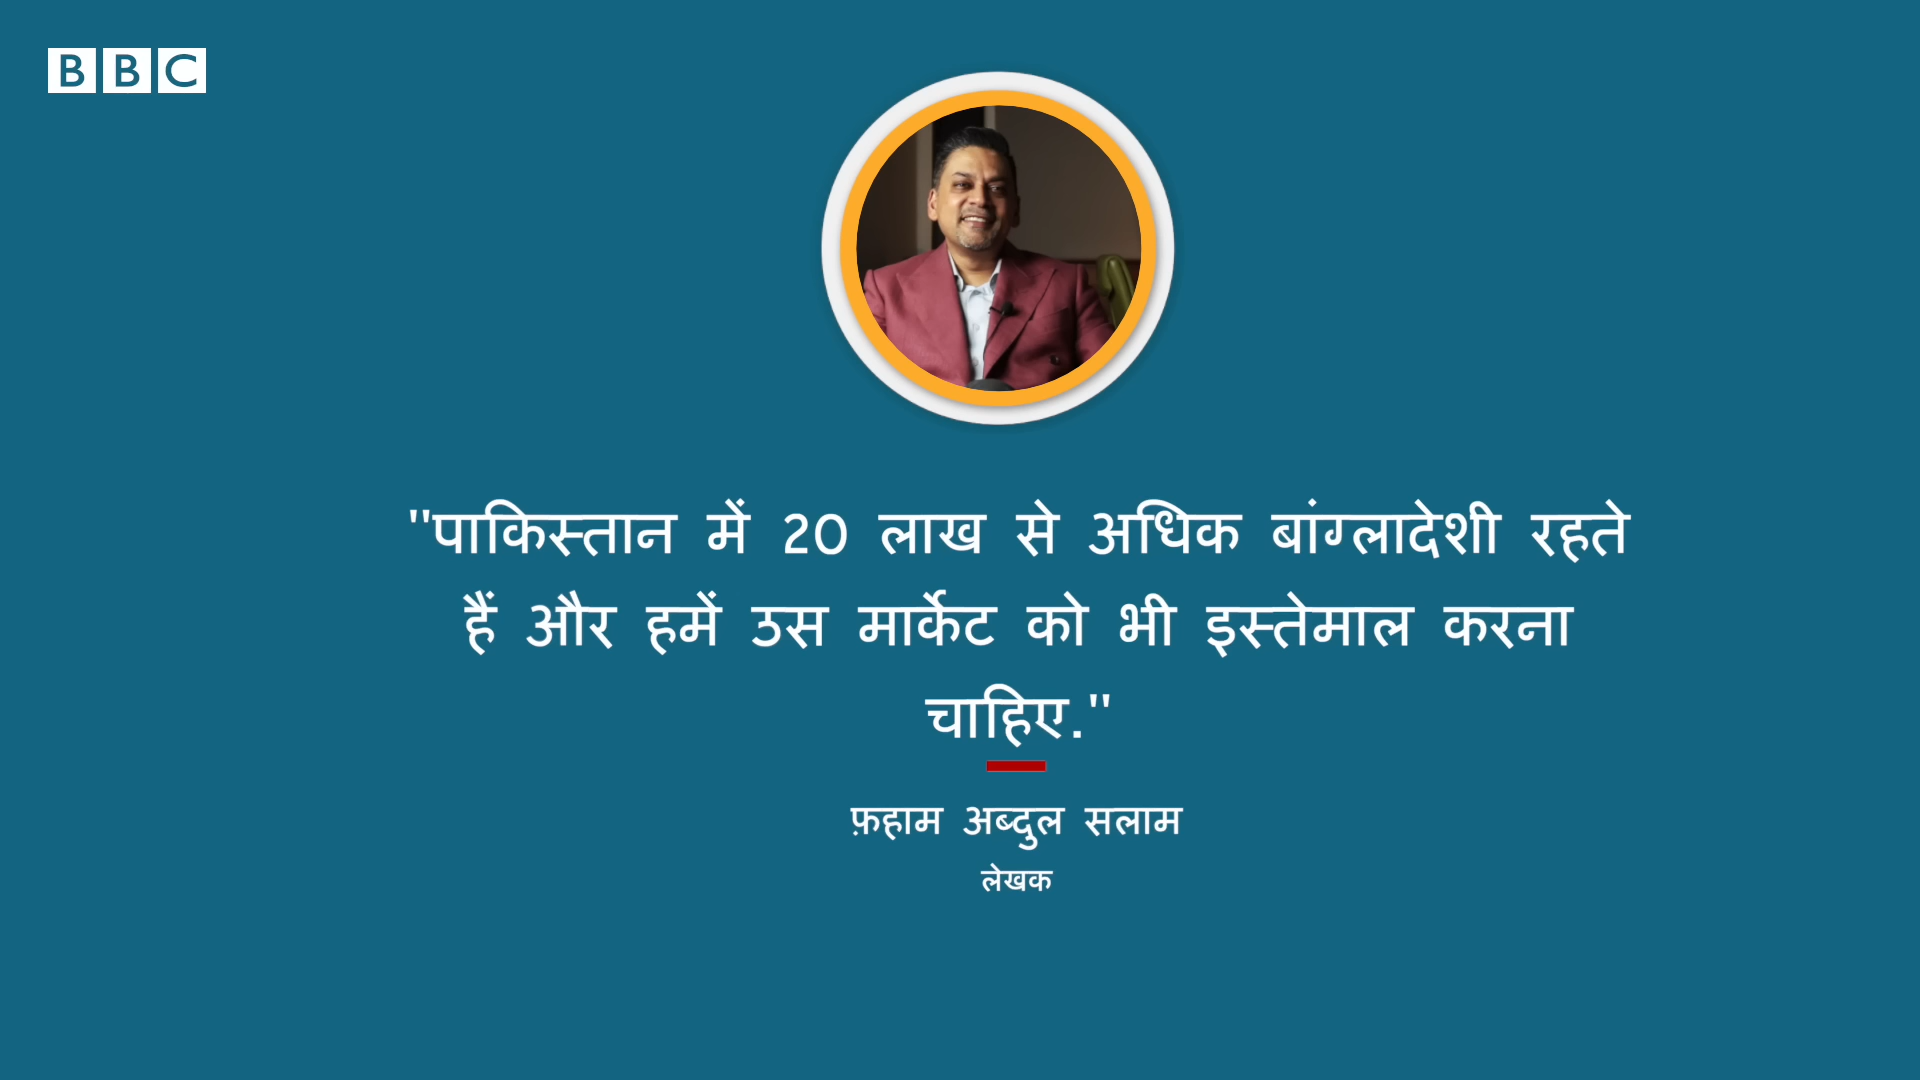 BBC
"पाकिस्तान में 20 लाख से अधिक बांग्लादेशी रहते
हैं और हमें उस मार्केट को भी इस्तेमाल करना
चाहिए."
फ़हाम अब्दुल सलाम
लेखक